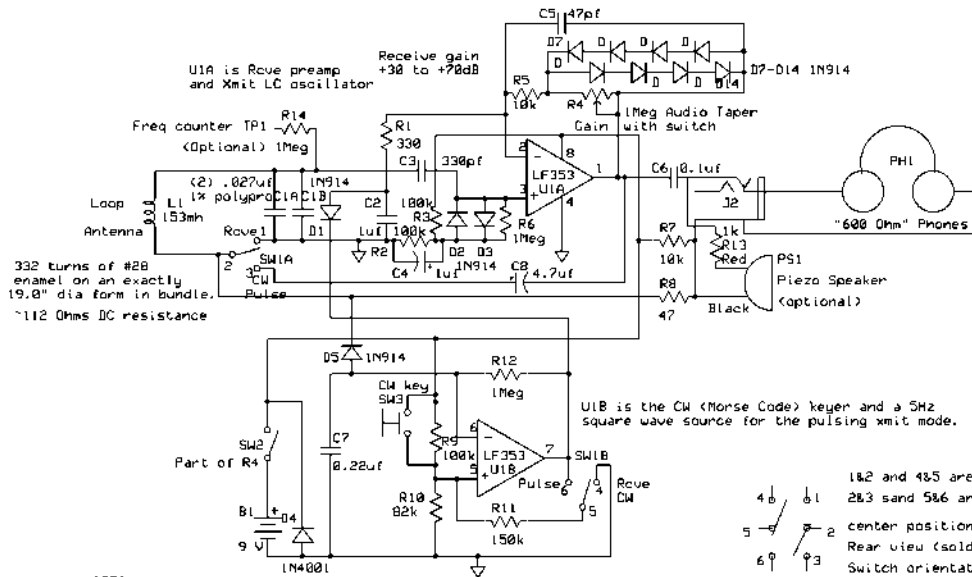 C5 47pf
D7 D D D
D D D D14
D7-D14 1N914
U1A is Rcve preamp
and Xmit LC oscillator
Receive gain
+30 to +70dB
R5
10k
R4
1Meg Audio Taper
with switch
Gain
Freq counter TP1
(Optional)
R14
1Meg
R1
330
C3 330pf
2
3
8
1
4
LF353
U1A
C6 0.1uf
PH1
J2
"600 Ohm" Phones
Loop
Antenna
L1
153mh
(2) .027uf
1% polypro
C1A C1B
1N914
D1
C2
1uf
100k
R3
100k
R2
C4 1uf
D2 D3
1N914
R6
1Meg
R7
10k
1k
R13
Red
PS1
Piezo Speaker
(optional)
Black
Rcve 1
2
SW1A
3
CW
Pulse
C8 4.7uf
R8
47
332 turns of #28
enamel on an exactly
19.0" dia form in bundle.
~112 Ohms DC resistance
D5 1N914
R12
1Meg
CW key
SW3
R9
100k
6
5
7
LF353
U1B
U1B is the CW (Morse Code) keyer and a 5Hz
square wave source for the pulsing xmit mode.
SW2
Part of R4
C7
0.22uf
SW1B
Pulse
6
4
5
Rcve
CW
R10
82k
R11
150k
B1
9 V
D4
1N4001
1&2 and 4&5 are
2&3 sand 5&6 ar
center position
Rear view (sold
Switch orientat
4 1
5 2
6 3